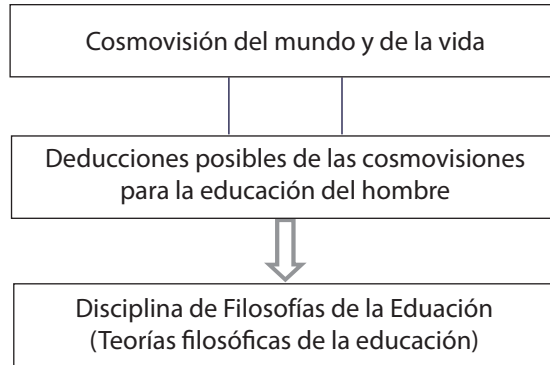 Cosmovisión del mundo y de la vida
Deducciones posibles de las cosmovisiones
para la educación del hombre
Disciplina de Filosofías de la Eduación
(Teorías filosóficas de la educación)